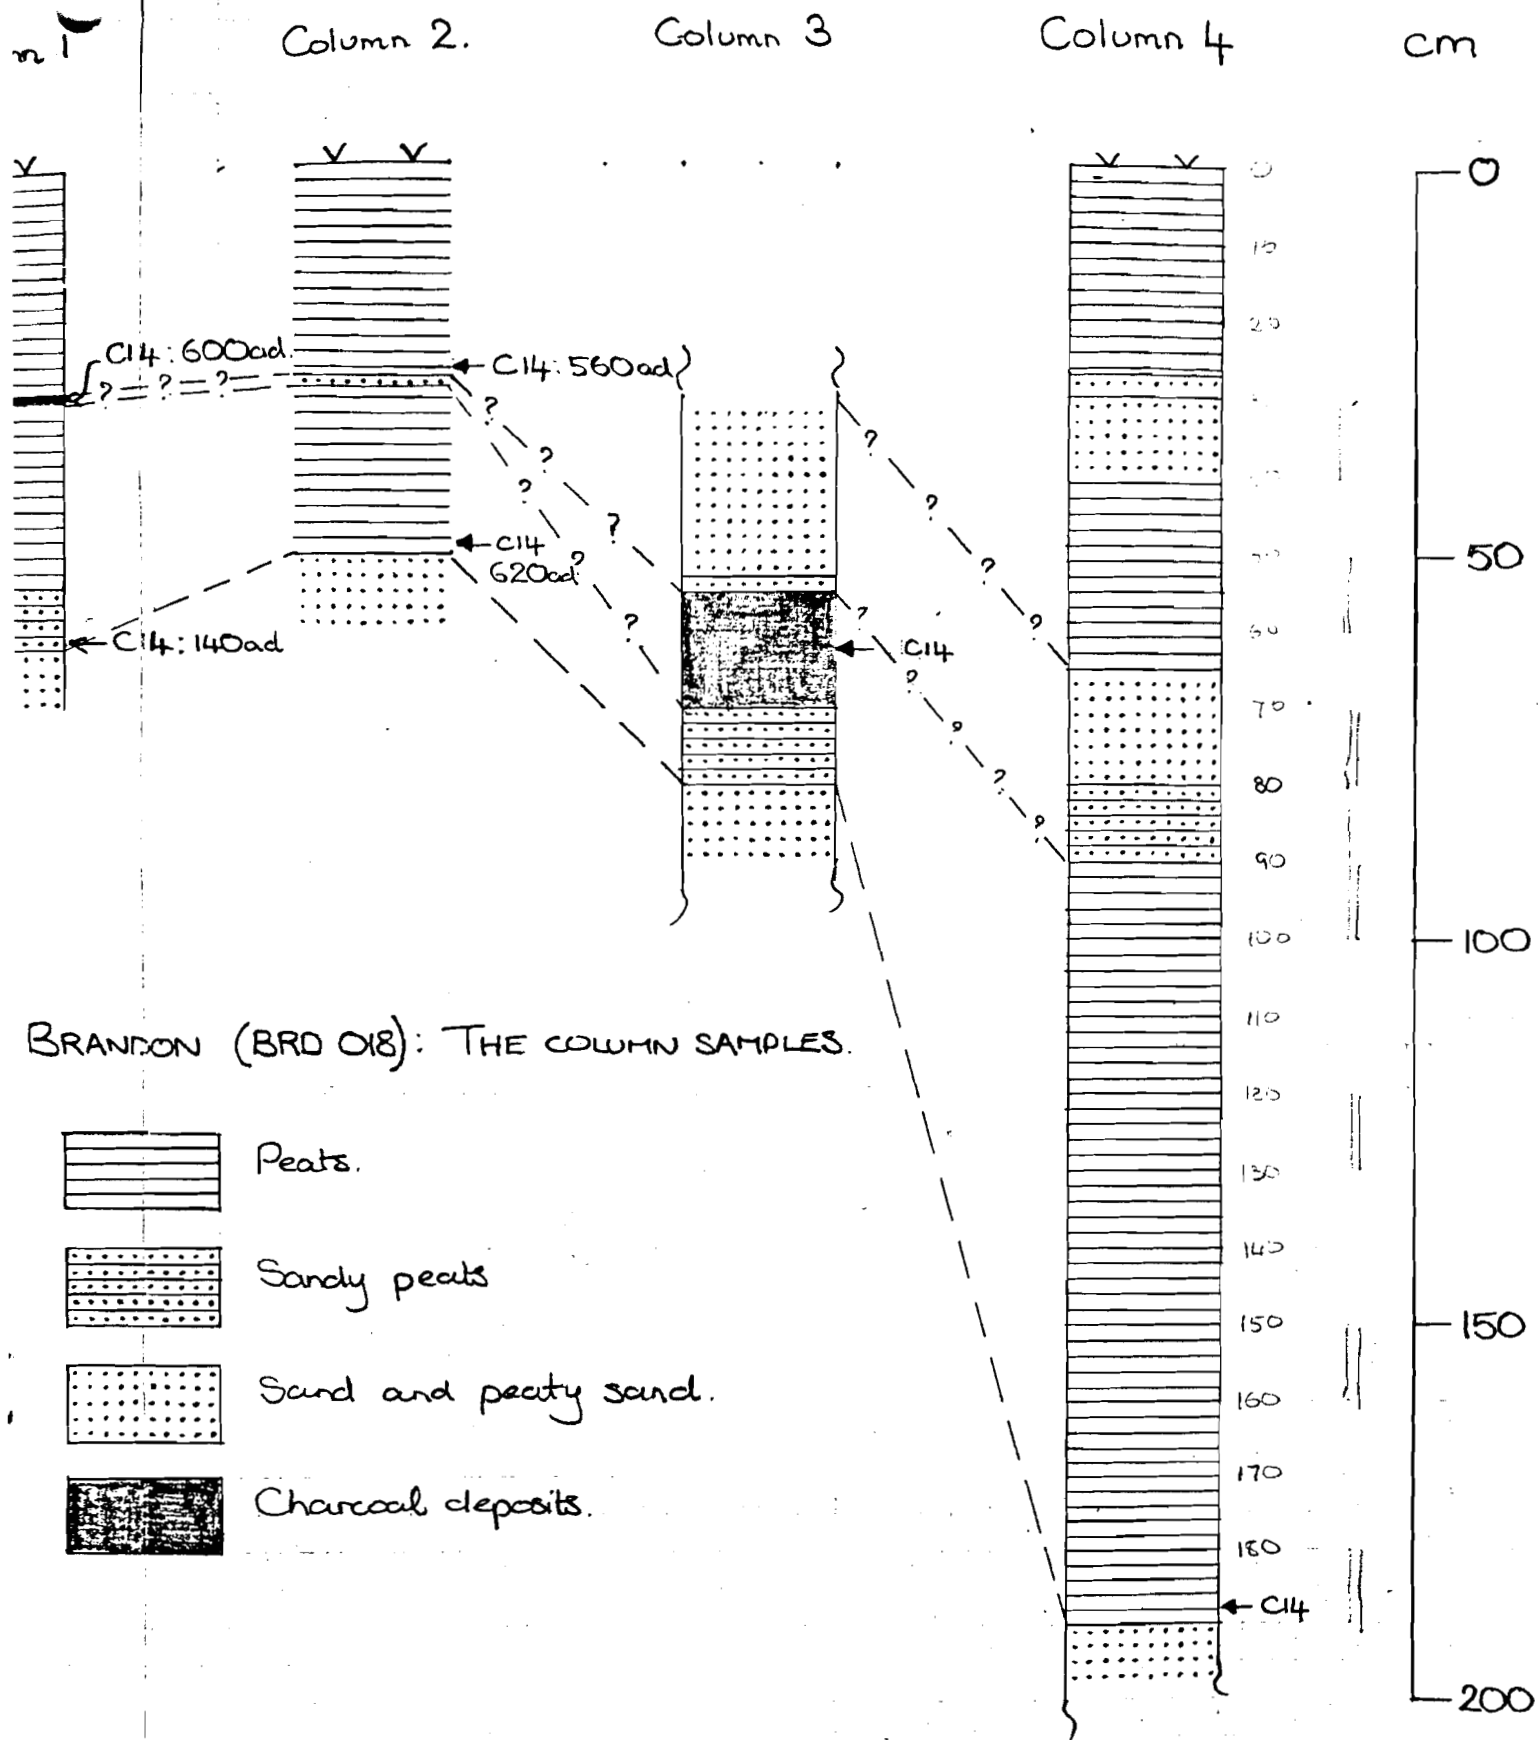 Column 2.
Column 3
Column 4
cm
C14: 600ad.
C14: 560ad
C14
620ad
C14: 140ad
C14
C14
0
10
20
60
70
80
90
100
110
120
130
140
150
160
170
180
0
50
100
150
200
? ? ?
? ? ?
? ? ?
? ? ? ?
? ? ? ? ?
BRANDON (BRD 018): THE COLUMN SAMPLES.
Peats.
Sandy peats
Sand and peaty sand.
Charcoal deposits.